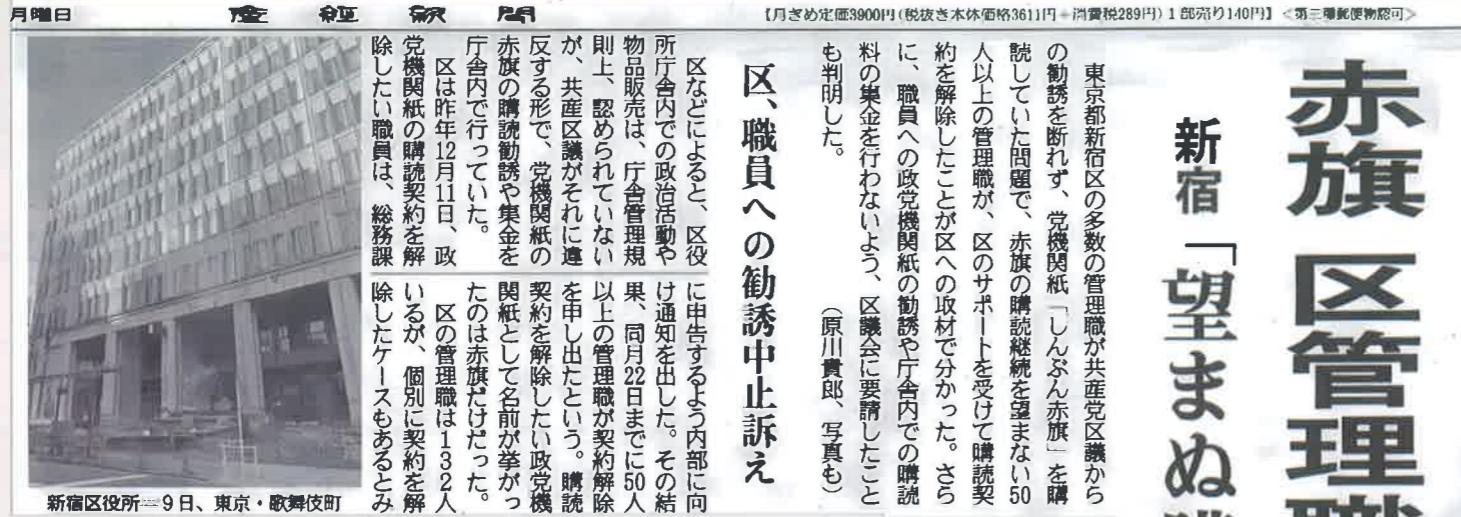 月曜日
産經新聞
【月ぎめ定価3900円(税抜き本体価格3611円+消費税289円) 1部売り140円】<第三種郵便物認可>
赤旗 区管理職
新宿「望まぬ
東京都新宿区の多数の管理職が共産党区議から
の勧誘を断れず、党機関紙「しんぶん赤旗」を購
読していた問題で、赤旗の購読継続を望まない50
人以上の管理職が、区のサポートを受けて購読契
約を解除したことが区への取材で分かった。さら
に、職員への政党機関紙の勧誘や庁舎内での購読
料の集金を行わないよう、区議会に要請したこと
も判明した。
(原川貴郎、写真も)
区、職員への勧誘中止訴え
区などによると、区役
所庁舎内での政治活動や
物品販売は、庁舎管理規
則上、認められていない
が、共産区議がそれに違
反する形で、党機関紙の
赤旗の購読勧誘や集金を
庁舎内で行っていた。
区は昨年12月11日、政
党機関紙の購読契約を解
除したい職員は、総務課
に申告するよう内部に向
け通知を出した。その結
果、同月22日までに50人
以上の管理職が契約解除
を申し出たという。購読
契約を解除したい政党機
関紙として名前が挙がっ
たのは赤旗だけだった。
区の管理職は132人
いるが、個別に契約を解
除したケースもあるとみ
新宿区役所=9日、東京・歌舞伎町